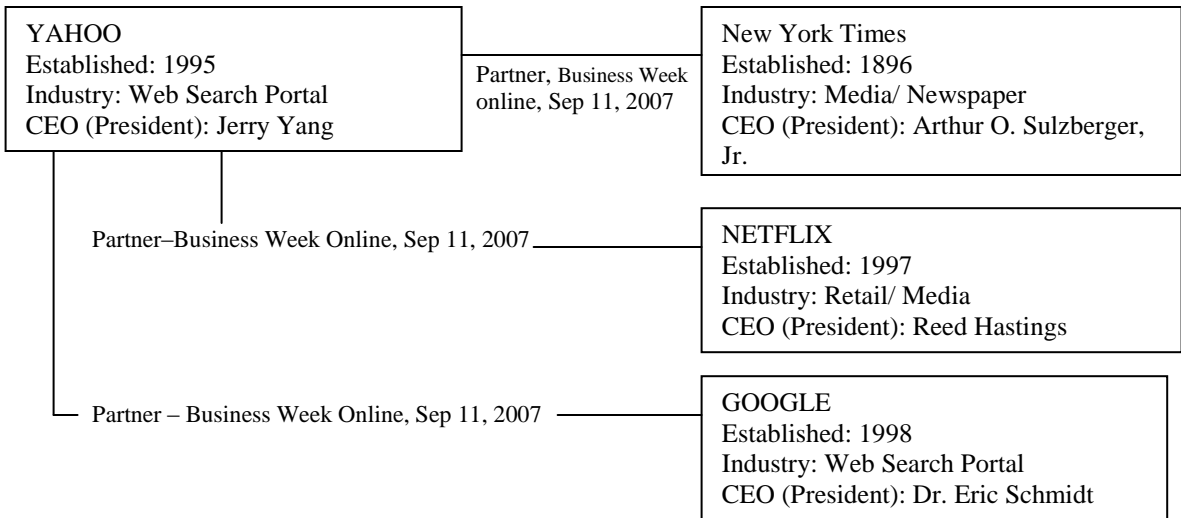 YAHOO
Established: 1995
Industry: Web Search Portal
CEO (President): Jerry Yang
Partner, Business Week
online, Sep 11, 2007
New York Times
Established: 1896
Industry: Media/ Newspaper
CEO (President): Arthur O. Sulzberger,
Jr.
Partner–Business Week Online, Sep 11, 2007
NETFLIX
Established: 1997
Industry: Retail/ Media
CEO (President): Reed Hastings
Partner – Business Week Online, Sep 11, 2007
GOOGLE
Established: 1998
Industry: Web Search Portal
CEO (President): Dr. Eric Schmidt